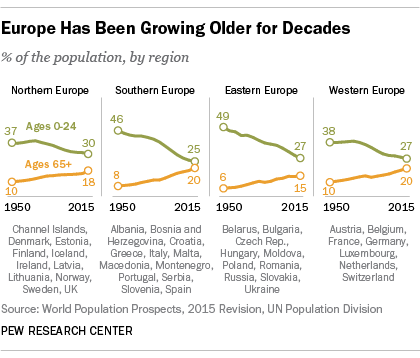 Europe Has Been Growing Older for Decades
% of the population, by region
Northern Europe Southern Europe Eastern Europe Western Europe
37 Ages 0-24 30
Ages 65+
10 18
46 25
8 20
49 27
6 15
38 27
10 20
1950 2015 1950 2015 1950 2015 1950 2015
Channel Islands,
Denmark, Estonia,
Finland, Iceland,
Ireland, Latvia,
Lithuania, Norway,
Sweden, UK
Albania, Bosnia and
Herzegovina, Croatia,
Greece, Italy, Malta,
Macedonia, Montenegro,
Portugal, Serbia,
Slovenia, Spain
Belarus, Bulgaria,
Czech Rep.,
Hungary, Moldova,
Poland, Romania,
Russia, Slovakia,
Ukraine
Austria, Belgium,
France, Germany,
Luxembourg,
Netherlands,
Switzerland
Source: World Population Prospects, 2015 Revision, UN Population Division
PEW RESEARCH CENTER